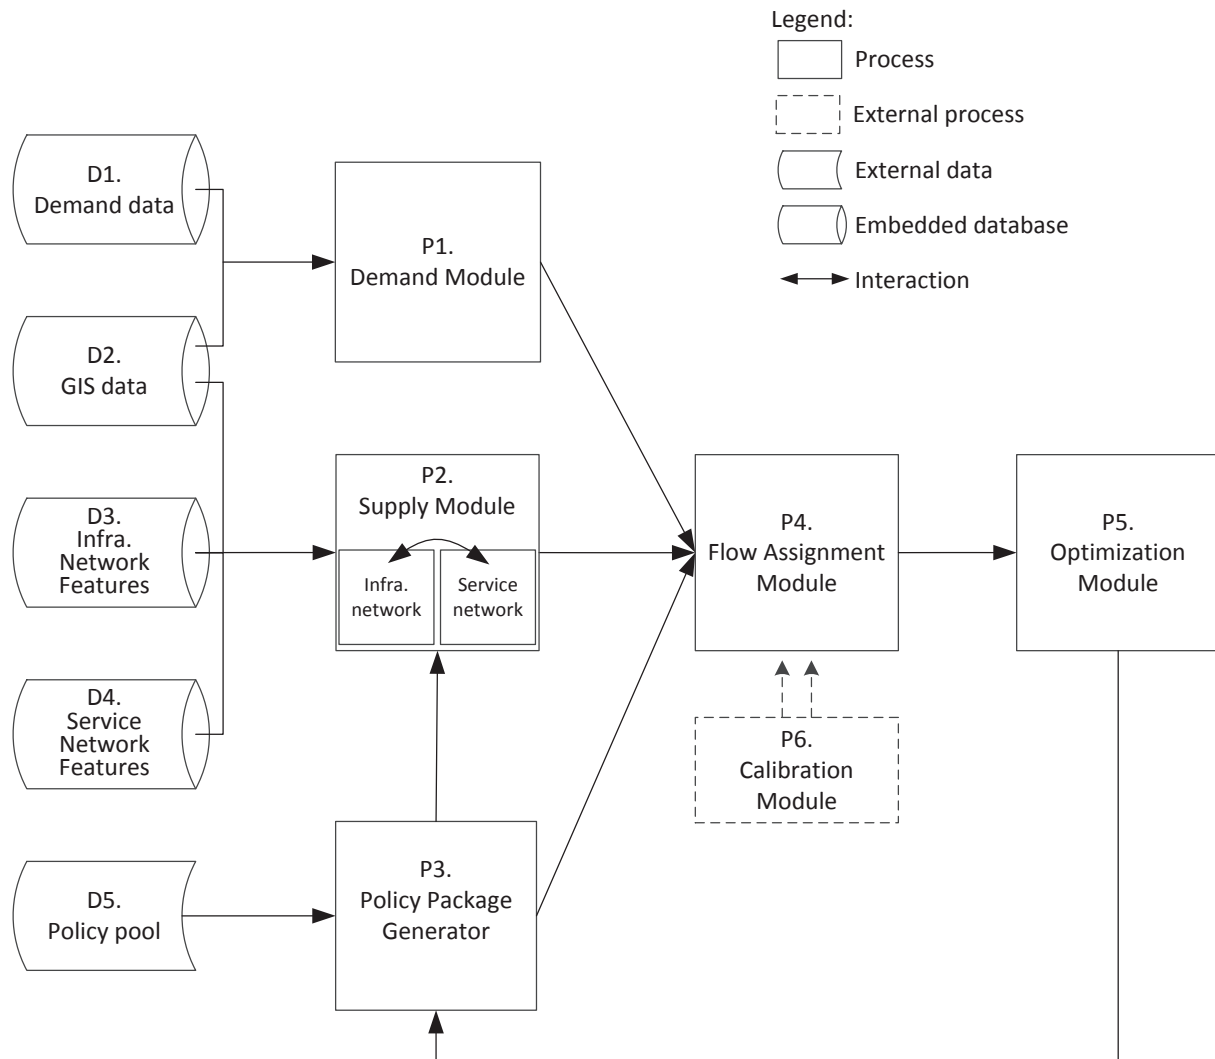 Legend:
Process
External process
External data
Embedded database
Interaction
D1.
Demand data
D2.
GIS data
D3.
Infra.
Network
Features
D4.
Service
Network
Features
D5.
Policy pool
P1.
Demand Module
P2.
Supply Module
Infra.
network
Service
network
P3.
Policy Package
Generator
P4.
Flow Assignment
Module
P5.
Optimization
Module
P6.
Calibration
Module